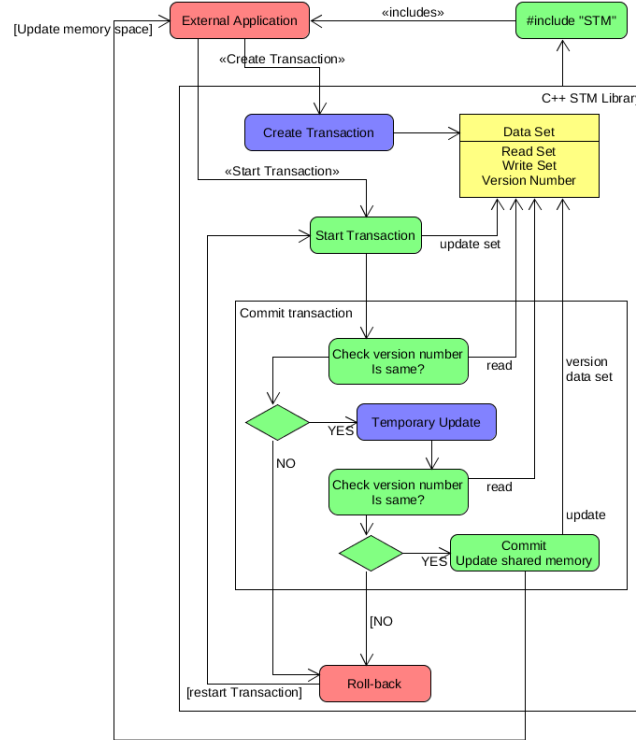 «includes»
[Update memory space]
External Application
#include "STM"
«Create Transaction»
C++ STM Library
Create Transaction
Data Set
Read Set
Write Set
Version Number
«Start Transaction»
Start Transaction
update set
Commit transaction
Check version number
Is same?
read
version
data set
YES
Temporary Update
NO
Check version number
Is same?
read
update
Commit
Update shared memory
YES
[NO
Roll-back
[restart Transaction]